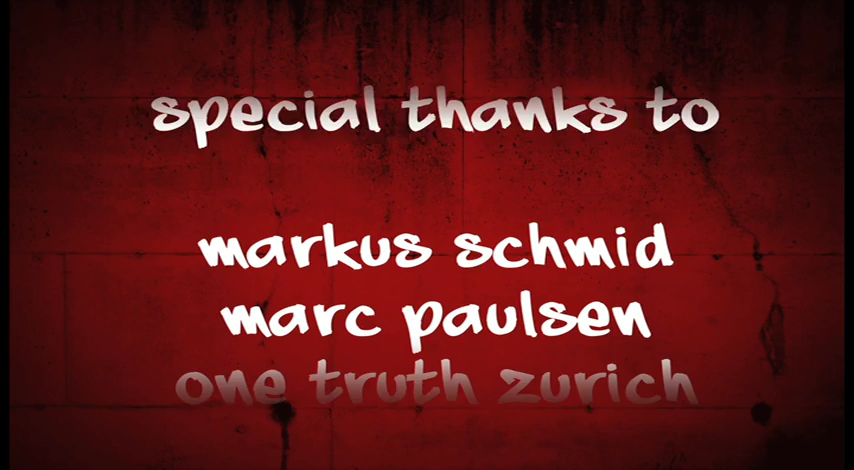 special thanks to
markus schmid
marc paulsen
one truth zurich